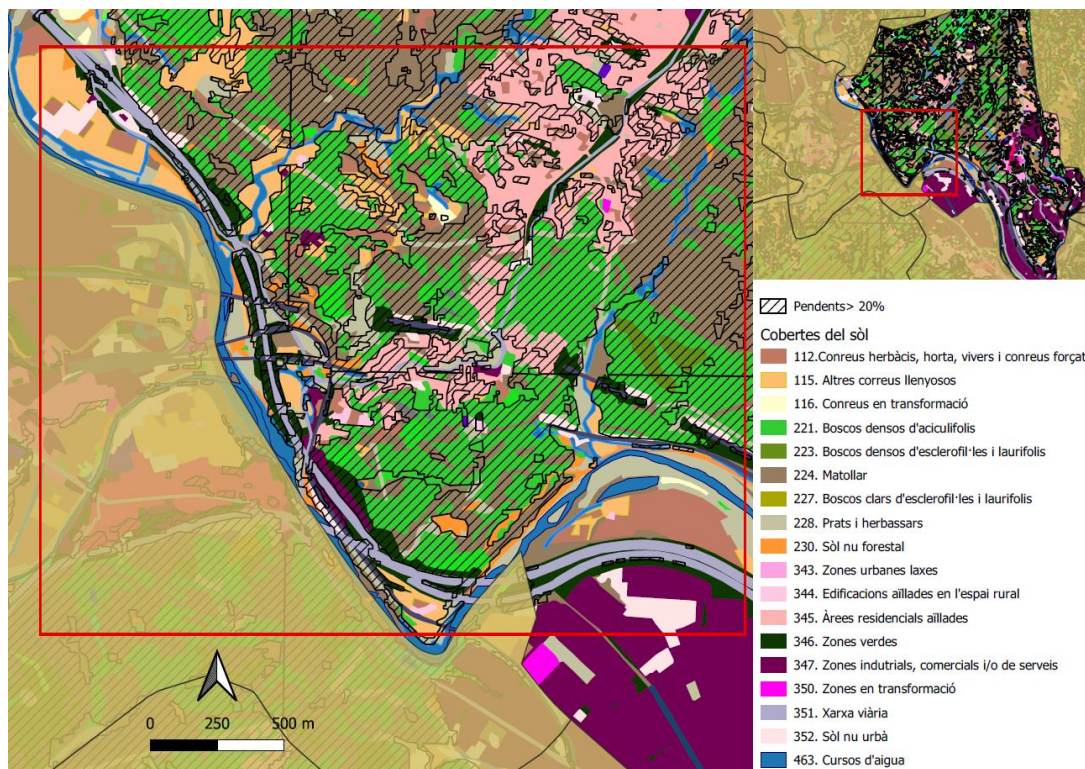 Pendents> 20%
Cobertes del sòl
112.Conreus herbàcis, horta, vivers i conreus forçat
115. Altres correus llenyosos
116. Conreus en transformació
221. Boscos densos d'aciculifolis
223. Boscos densos d'esclerofil·les i laurifolis
224. Matollar
227. Boscos clars d'esclerofil·les i laurifolis
228. Prats i herbassars
230. Sòl nu forestal
343. Zones urbanes laxes
344. Edificacions aïllades en l'espai rural
345. Àrees residencials aïllades
346. Zones verdes
347. Zones indutrials, comercials i/o de serveis
350. Zones en transformació
351. Xarxa viària
352. Sòl nu urbà
463. Cursos d'aigua
0 250 500 m